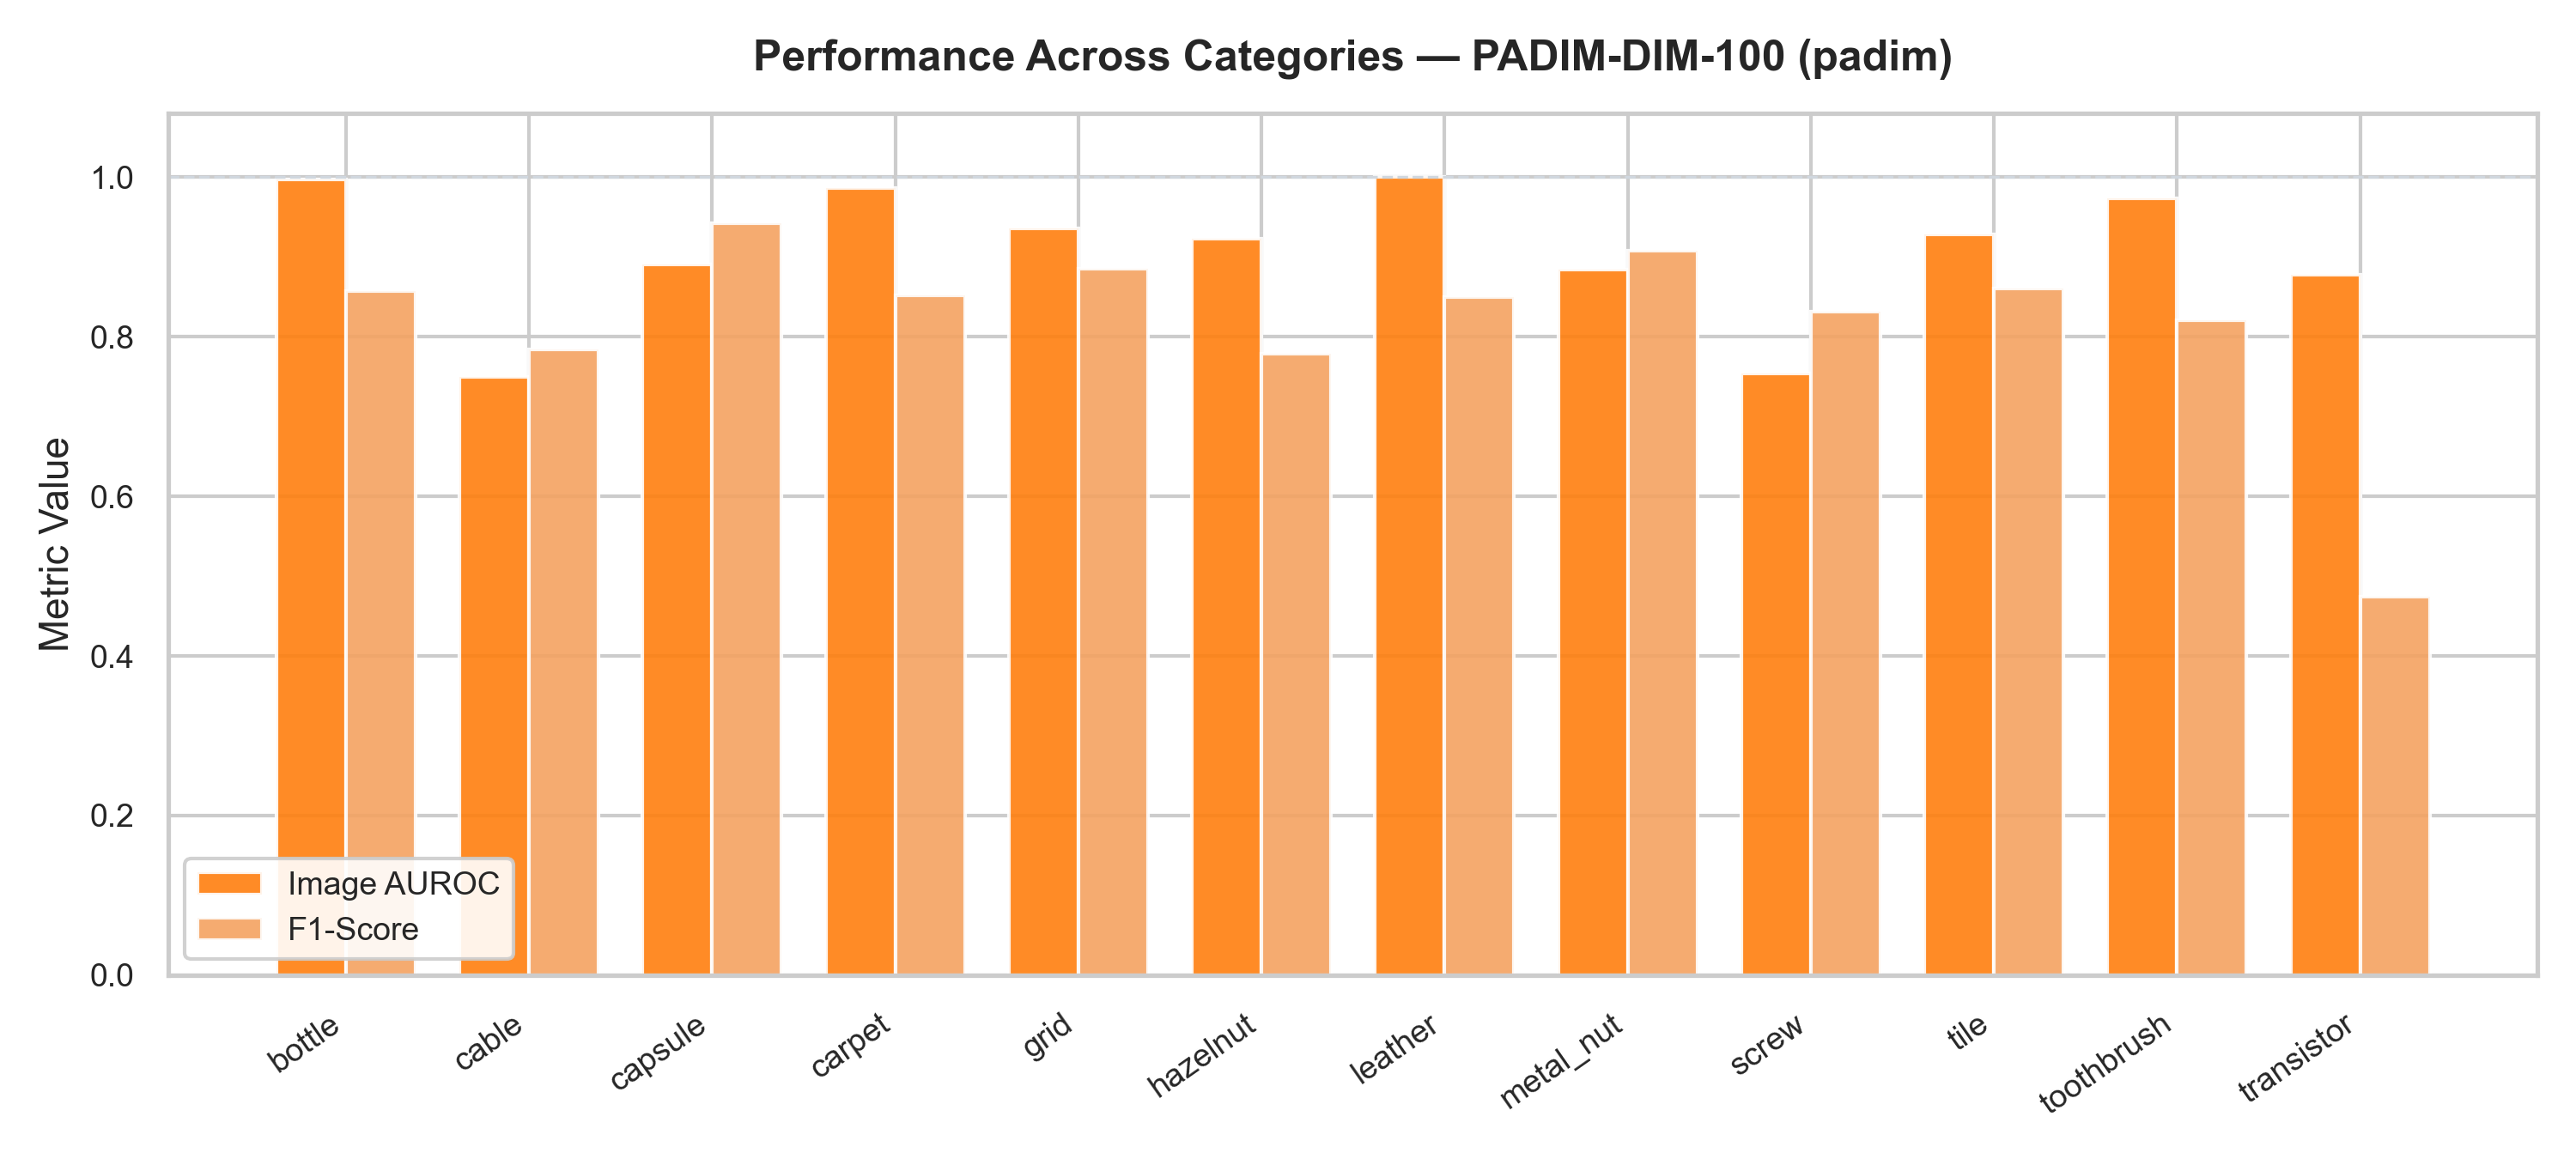 Performance Across Categories — PADIM-DIM-100 (padim)
Metric Value
1.0
0.8
0.6
0.4
0.2
0.0
Image AUROC
F1-Score
bottle
cable
capsule
carpet
grid
hazelnut
leather
metal_nut
screw
tile
toothbrush
transistor